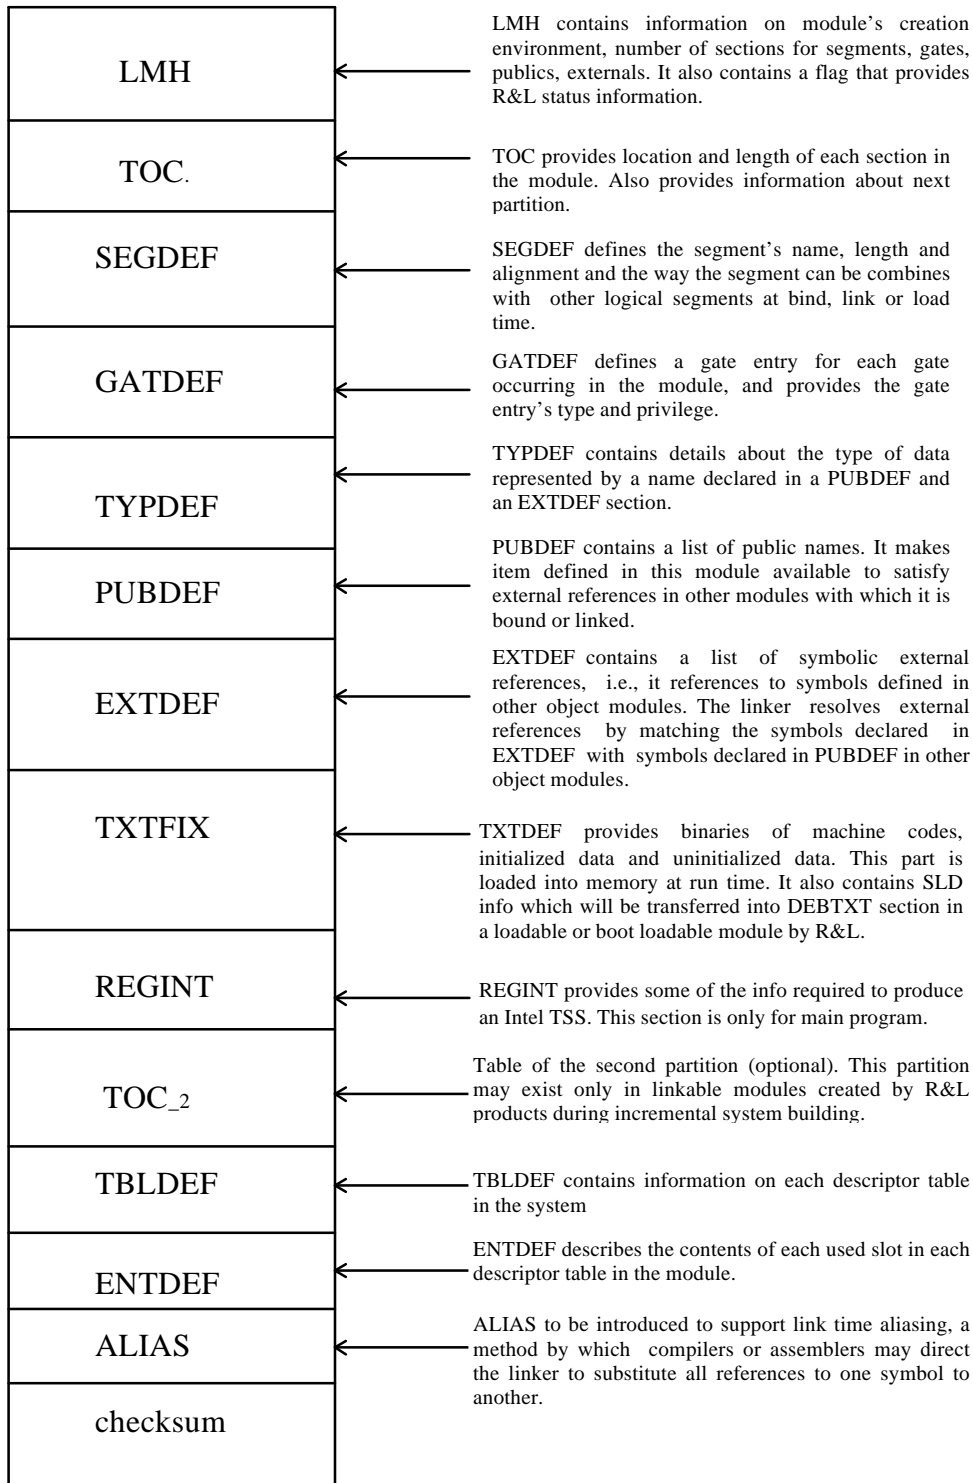 LMH
LMH contains information on module's creation
environment, number of sections for segments, gates,
publics, externals. It also contains a flag that provides
R&L status information.
TOC.
TOC provides location and length of each section in
the module. Also provides information about next
partition.
SEGDEF
SEGDEF defines the segment's name, length and
alignment and the way the segment can be combines
with other logical segments at bind, link or load
time.
GATDEF
GATDEF defines a gate entry for each gate
occurring in the module, and provides the gate
entry's type and privilege.
TYPDEF
TYPDEF contains details about the type of data
represented by a name declared in a PUBDEF and
an EXTDEF section.
PUBDEF
PUBDEF contains a list of public names. It makes
item defined in this module available to satisfy
external references in other modules with which it is
bound or linked.
EXTDEF
EXTDEF contains a list of symbolic external
references, i.e., it references to symbols defined in
other object modules. The linker resolves external
references by matching the symbols declared in
EXTDEF with symbols declared in PUBDEF in other
object modules.
TXTFIX
TXTDEF provides binaries of machine codes,
initialized data and uninitialized data. This part is
loaded into memory at run time. It also contains SLD
info which will be transferred into DEBTXT section in
a loadable or boot loadable module by R&L.
REGINT
REGINT provides some of the info required to produce
an Intel TSS. This section is only for main program.
TOC_2
Table of the second partition (optional). This partition
may exist only in linkable modules created by R&L
products during incremental system building.
TBLDEF
TBLDEF contains information on each descriptor table
in the system
ENTDEF
ENTDEF describes the contents of each used slot in each
descriptor table in the module.
ALIAS
ALIAS to be introduced to support link time aliasing, a
method by which compilers or assemblers may direct
the linker to substitute all references to one symbol to
another.
checksum